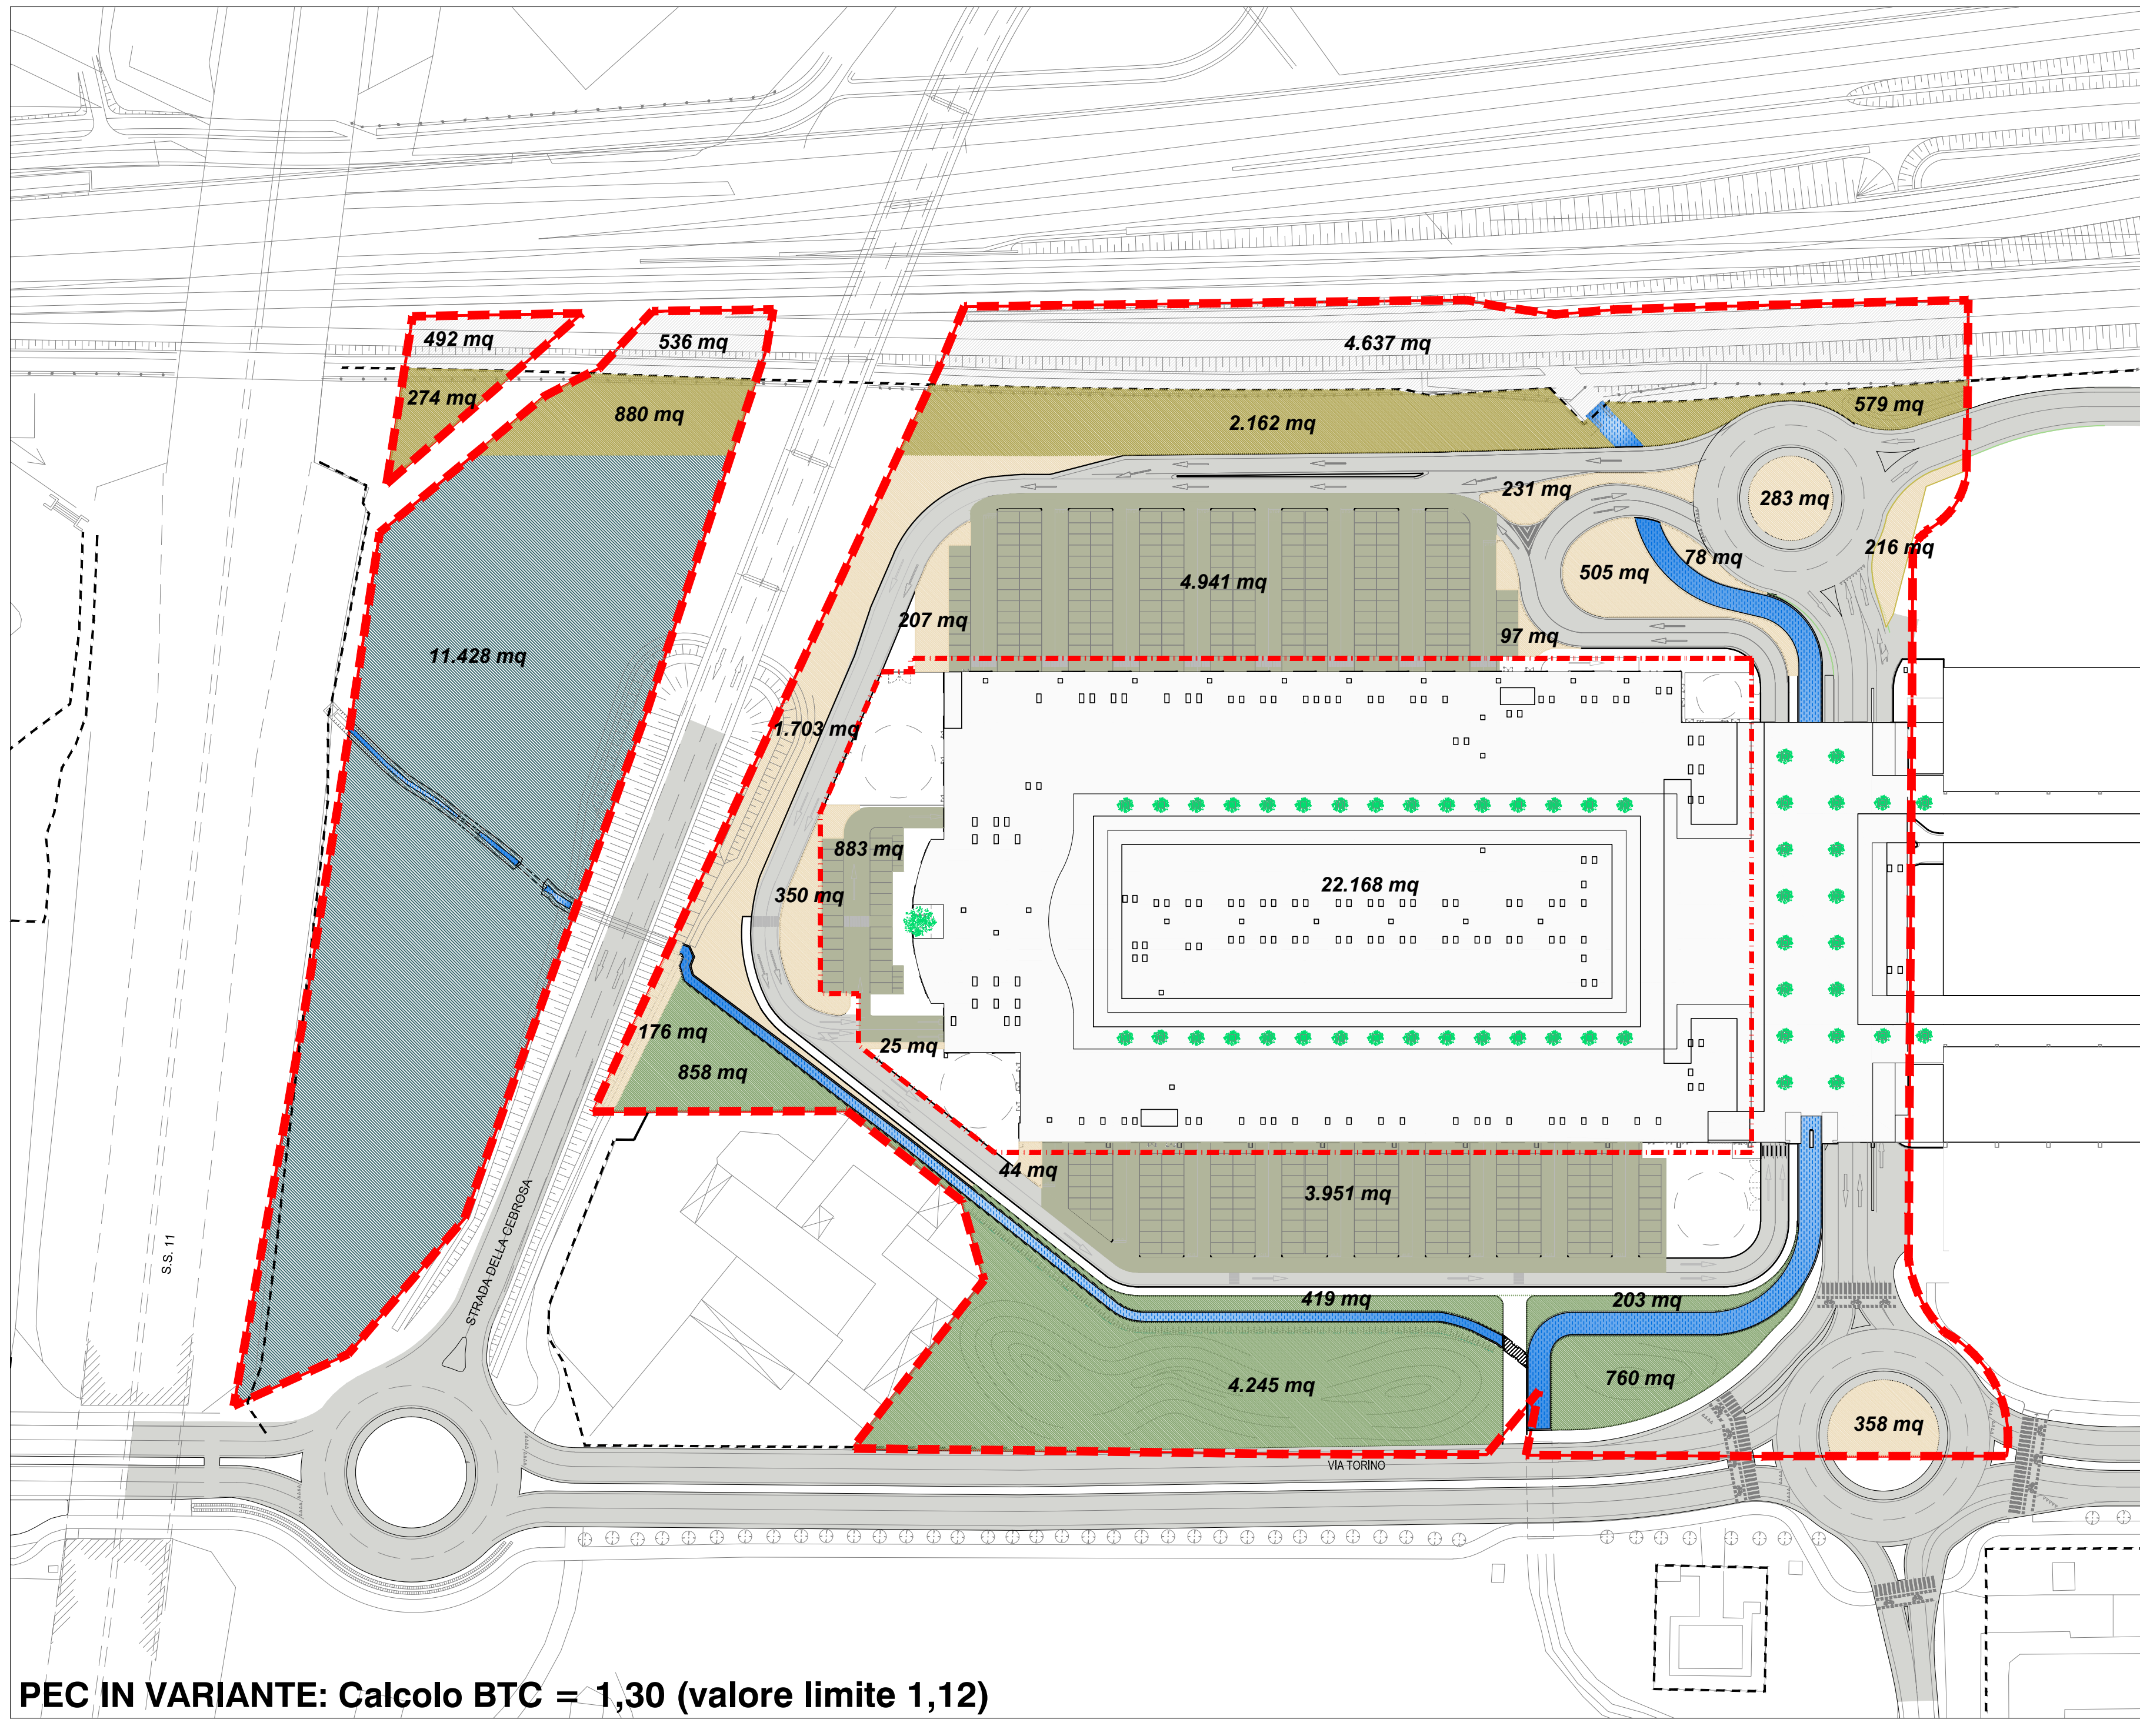 492 mq
536 mq
4.637 mq
274 mq
880 mq
2.162 mq
579 mq
231 mq
283 mq
216 mq
78 mq
505 mq
4.941 mq
207 mq
97 mq
11.428 mq
1.703 mq
883 mq
350 mq
22.168 mq
176 mq
25 mq
858 mq
44 mq
3.951 mq
STRADA DELLA CEBROSA
S.S. 11
419 mq
203 mq
4.245 mq
760 mq
358 mq
VIA TORINO
PEC IN VARIANTE: Calcolo BTC = 1,30 (valore limite 1,12)